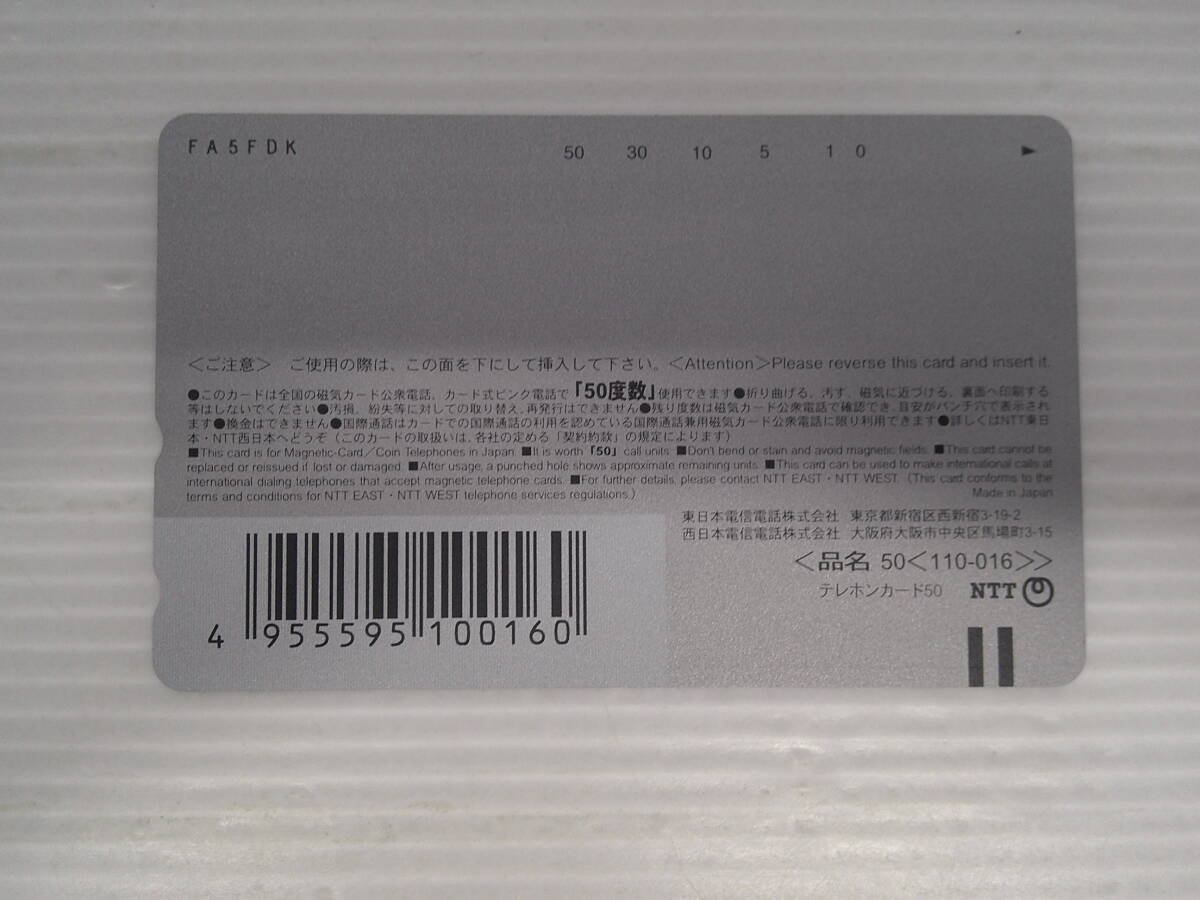 FA5FDK 50 30 10 5 1 0 ►
＜ご注意＞ ご使用の際は、この面を下にして挿入して下さい。＜Attention＞Please reverse this card and insert it.
●このカードは全国の磁気カード公衆電話、カード式ピンク電話で「50度数」使用できます●折り曲げる、汚す、磁気に近づける、裏面へ印刷する
等はしないでください●汚損、紛失等に対しての取り替え、再発行はできません●残り度数は磁気カード公衆電話で確認でき、目安がパンチ穴で表示され
ます●換金はできません●国際通話はカードでの国際通話の利用を認めている国際通話兼用磁気カード公衆電話に限り利用できます●詳しくはNTT東日
本・NTT西日本へどうぞ（このカードの取扱いは、各社の定める「契約約款」の規定によります）
■This card is for Magnetic-Card／Coin Telephones in Japan. ■It is worth「50」call units. ■Don't bend or stain and avoid magnetic fields. ■This card cannot be
replaced or reissued if lost or damaged. ■After usage, a punched hole shows approximate remaining units. ■This card can be used to make international calls at
international dialing telephones that accept magnetic telephone cards. ■For further details, please contact NTT EAST・NTT WEST. (This card conforms to the
terms and conditions for NTT EAST・NTT WEST telephone services regulations.) Made in Japan
東日本電信電話株式会社 東京都新宿区西新宿3-19-2
西日本電信電話株式会社 大阪府大阪市中央区馬場町3-15
＜品名 50＜110-016＞＞
テレホンカード50 NTT
4 955595 100160